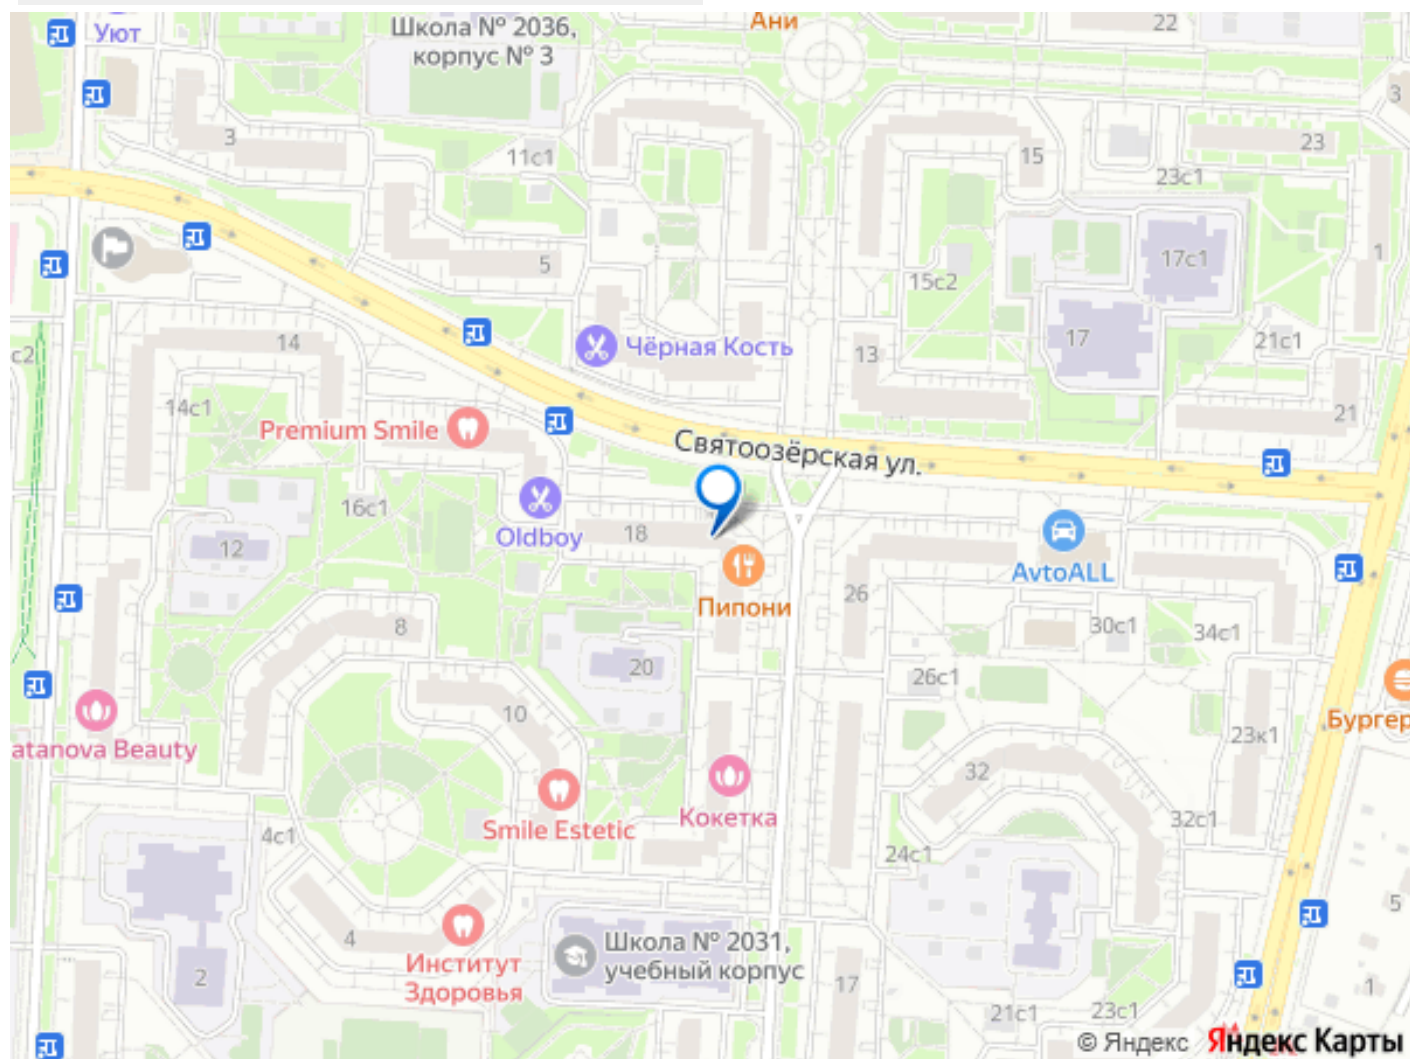 Уют
Школа № 2036,
корпус № 3
Ани
22
3
3
11с1
15
23
23с1
5
15с2
17с1
1
с2
14
Чёрная Кость
13
17
21с1
14с1
21
Premium Smile
Святоозёрская ул.
16с1
12
Oldboy
18
AvtoALL
Пипони
26
8
30с1
34с1
20
26с1
10
atanova Beauty
Бургер
23к1
32
Кокетка
Smile Estetic
4с1
32с1
24с1
4
5
Школа № 2031,
учебный корпус
Институт
Здоровья
2
17
1
21с1
23с1
© Яндекс
Яндекс Карты